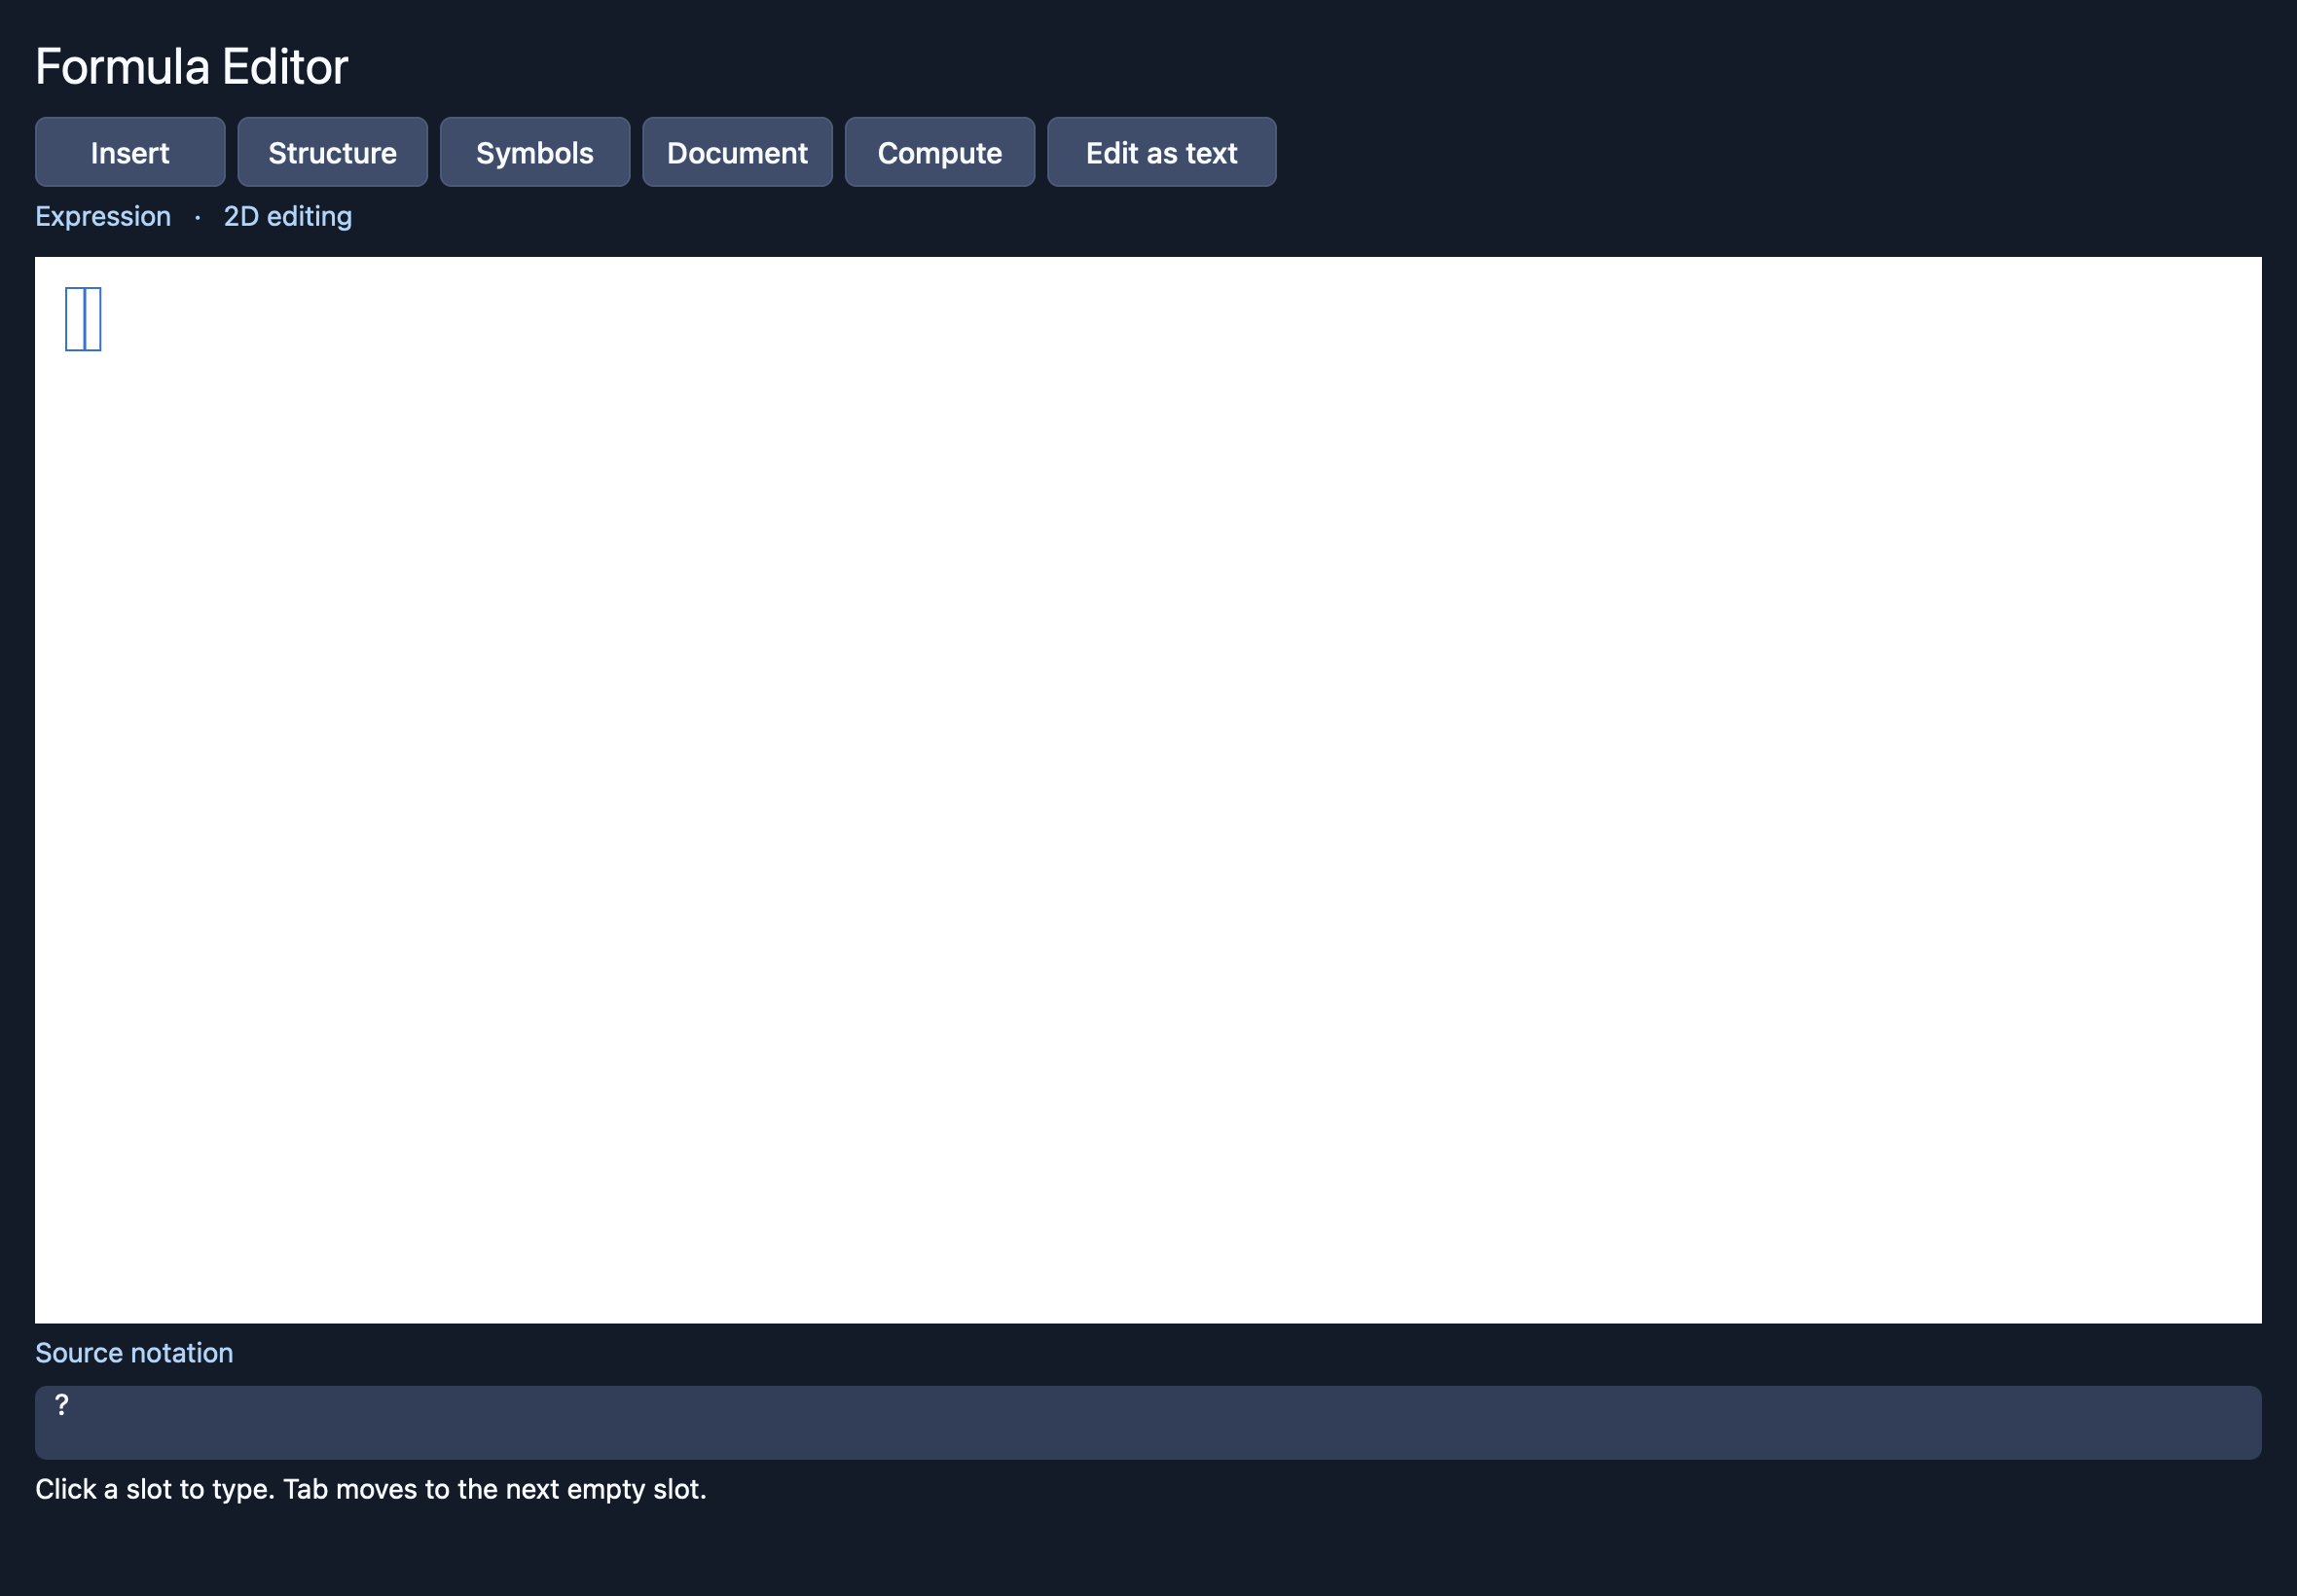 Formula Editor
Insert Structure Symbols Document Compute Edit as text
Expression · 2D editing
Source notation
?
Click a slot to type. Tab moves to the next empty slot.